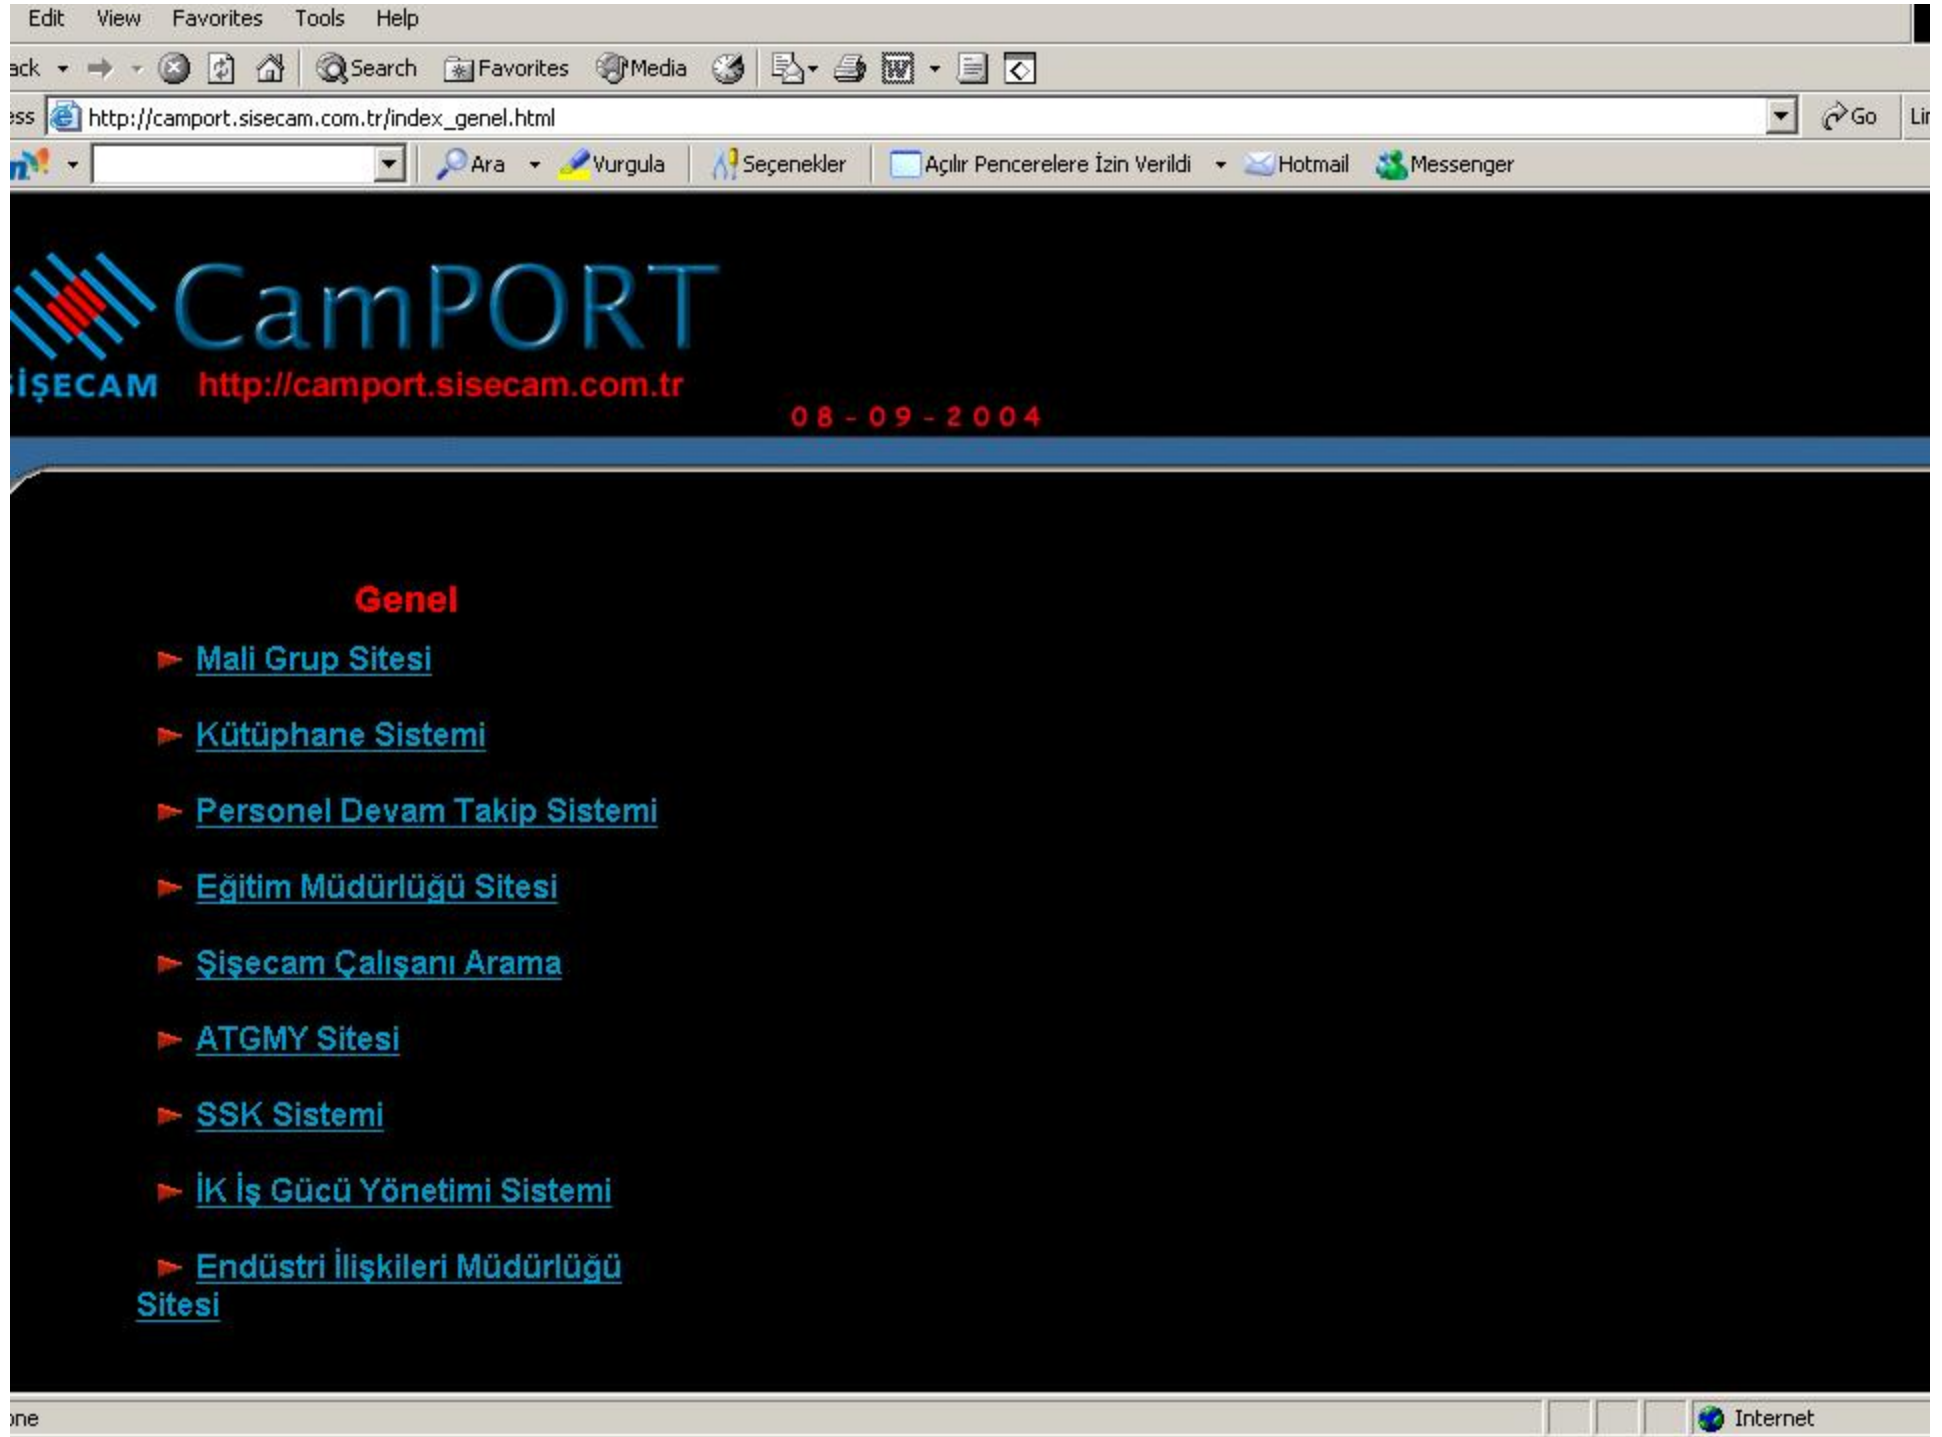 Edit View Favorites Tools Help
Search Favorites Media
http://camport.sisecam.com.tr/index_genel.html Go
Ara Vurgula Seçenekler Açılır Pencerelere İzin Verildi Hotmail Messenger
CamPORT
ŞİŞECAM http://camport.sisecam.com.tr
08-09-2004
Genel
Mali Grup Sitesi
Kütüphane Sistemi
Personel Devam Takip Sistemi
Eğitim Müdürlüğü Sitesi
Şişecam Çalışanı Arama
ATGMY Sitesi
SSK Sistemi
İK İş Gücü Yönetimi Sistemi
Endüstri İlişkileri Müdürlüğü
Sitesi
Internet